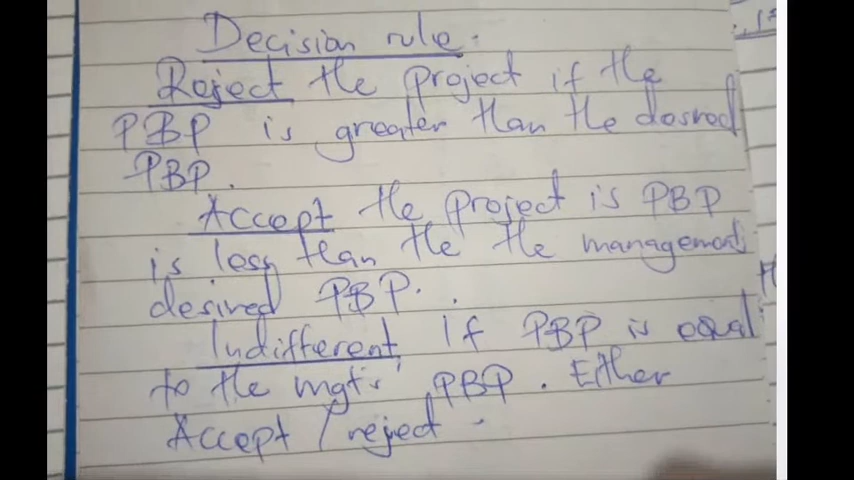 Decision rule.
Reject the project if the
PBP is greater than the desired
PBP.
Accept the project is PBP
is less than the the management
desired PBP.
Indifferent if PBP is equal
to the mgt's PBP. Either
Accept / reject